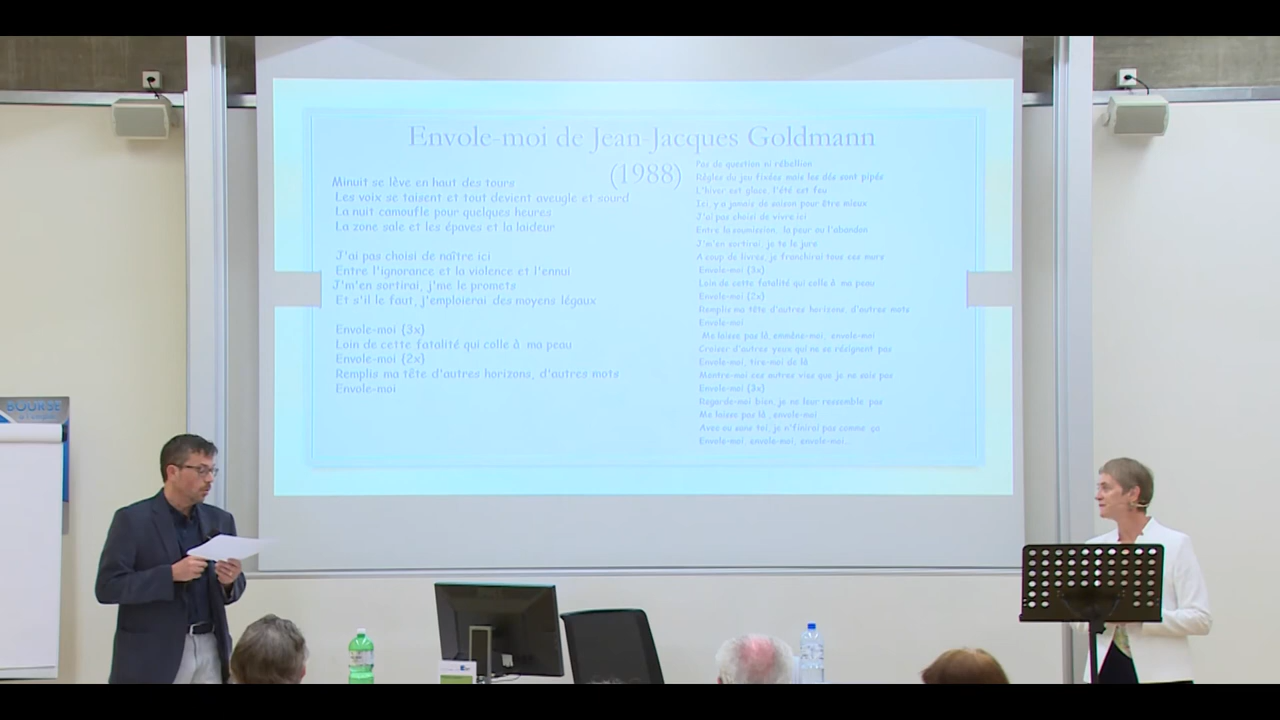 BOURSE
Envole-moi de Jean-Jacques Goldmann
(1988)
Minuit se lève en haut des tours
Les voix se taisent et tout devient aveugle et sourd
La nuit camoufle pour quelques heures
La zone sale et les épaves et la laideur
J'ai pas choisi de naître ici
Entre l'ignorance et la violence et l'ennui
J'm'en sortirai, j'me le promets
Et s'il le faut, j'emploierai des moyens légaux
Envole-moi {3x}
Loin de cette fatalité qui colle à ma peau
Envole-moi {2x}
Remplis ma tête d'autres horizons, d'autres mots
Envole-moi
Pas de question ni rébellion
Règles du jeu fixées mais les dés sont pipés
L'hiver est glace, l'été est feu
Ici, y a jamais de saison pour être mieux
J'ai pas choisi de vivre ici
Entre la soumission, la peur ou l'abandon
J'm'en sortirai, je te le jure
A coup de livres, je franchirai tous ces murs
Envole-moi {3x}
Loin de cette fatalité qui colle à ma peau
Envole-moi {2x}
Remplis ma tête d'autres horizons, d'autres mots
Envole-moi
Me laisse pas là, emmène-moi, envole-moi
Croiser d'autres yeux qui ne se résignent pas
Envole-moi, tire-moi de là
Montre-moi ces autres vies que je ne sais pas
Envole-moi {3x}
Regarde-moi bien, je ne leur ressemble pas
Me laisse pas là, envole-moi
Avec ou sans toi, je n'finirai pas comme ça
Envole-moi, envole-moi, envole-moi...